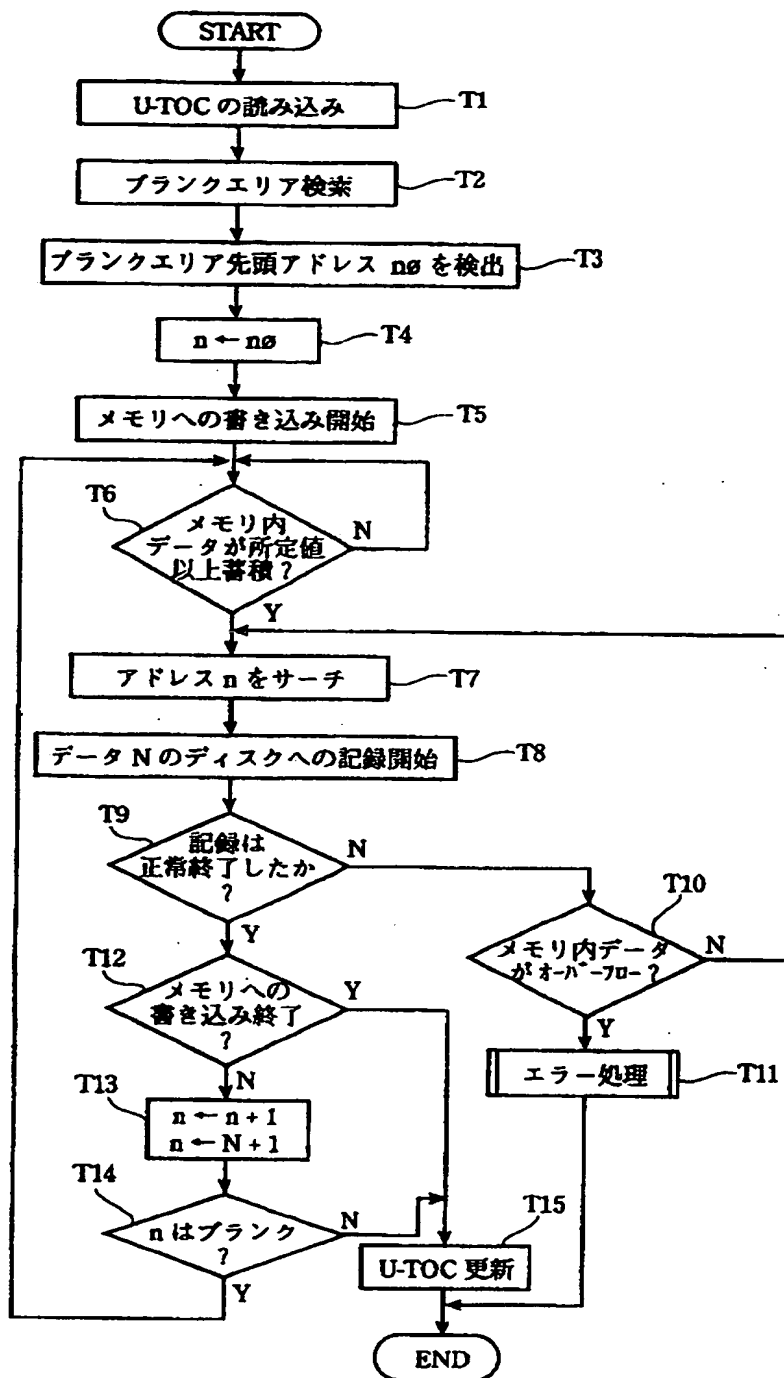 START
U-TOC の読み込み
T1
ブランクエリア検索
T2
ブランクエリア先頭アドレス nø を検出
T3
n ← nø
T4
メモリへの書き込み開始
T5
T6
メモリ内
データが所定値
以上蓄積？
N
Y
アドレス n をサーチ
T7
データ N のディスクへの記録開始
T8
T9
記録は
正常終了したか
？
N
Y
T10
メモリ内データ
がオーバーフロー？
N
Y
エラー処理
T11
T12
メモリへの
書き込み終了
？
Y
N
T13
n ← n + 1
n ← N + 1
T14
n はブランク
？
N
Y
T15
U-TOC 更新
END